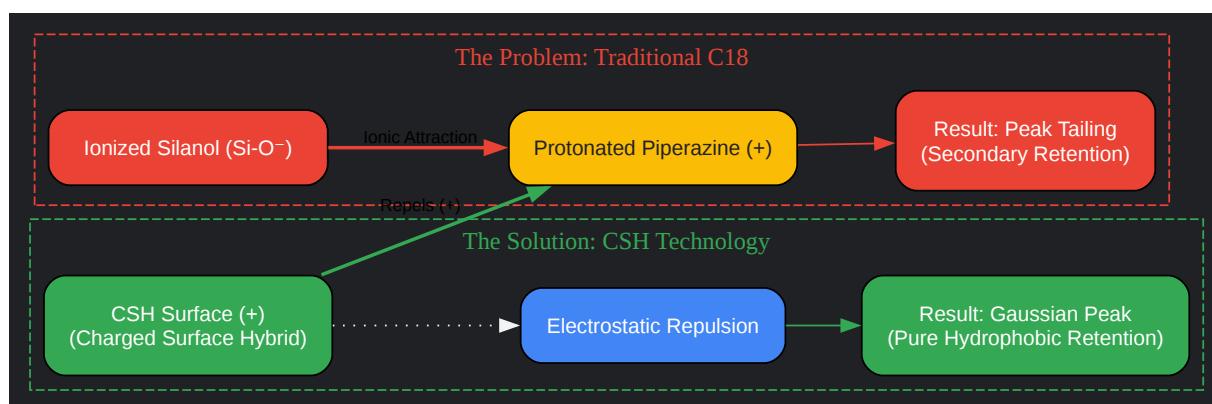 The Problem: Traditional C18
Ionized Silanol (Si-O⁻)
Ionic Attraction
Protonated Piperazine (+)
Result: Peak Tailing
(Secondary Retention)
Repels (+)
The Solution: CSH Technology
CSH Surface (+)
(Charged Surface Hybrid)
Electrostatic Repulsion
Result: Gaussian Peak
(Pure Hydrophobic Retention)